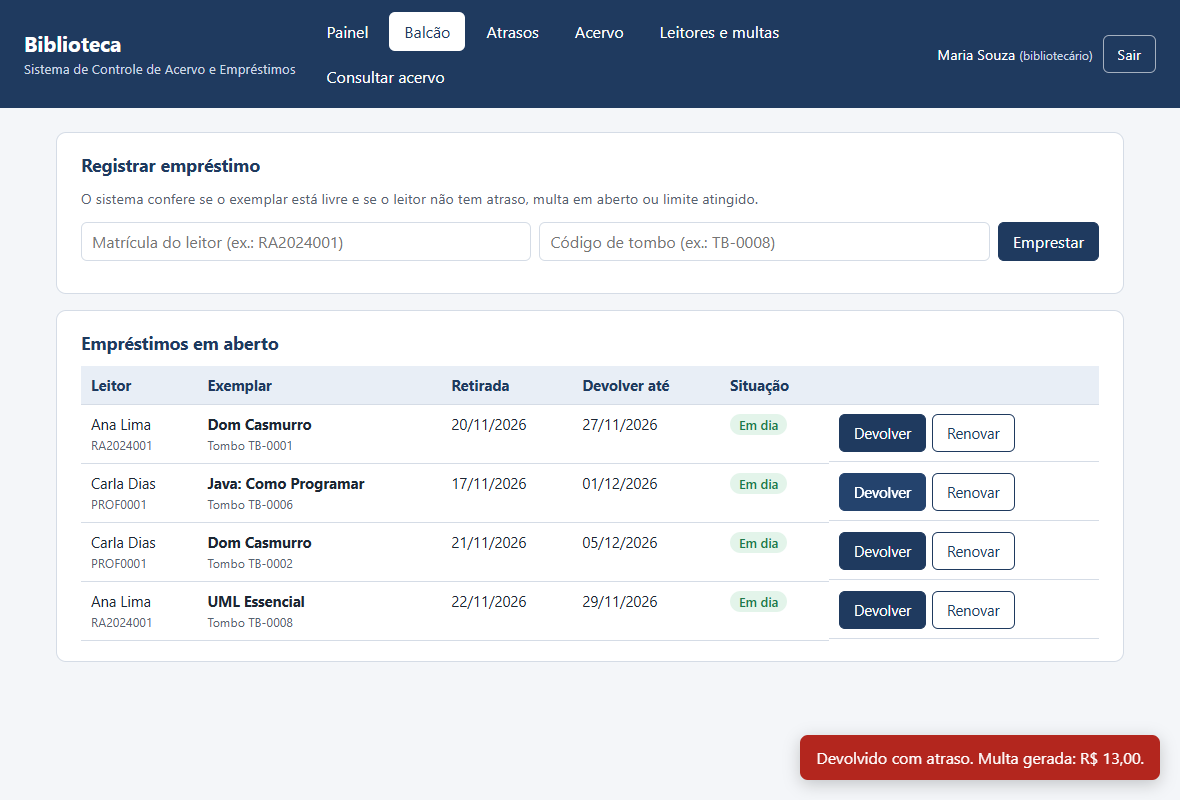 Biblioteca
Sistema de Controle de Acervo e Empréstimos
Painel Balcão Atrasos Acervo Leitores e multas
Consultar acervo
Maria Souza (bibliotecário) Sair
Registrar empréstimo
O sistema confere se o exemplar está livre e se o leitor não tem atraso, multa em aberto ou limite atingido.
Matrícula do leitor (ex.: RA2024001) Código de tombo (ex.: TB-0008) Emprestar
Empréstimos em aberto
Leitor Exemplar Retirada Devolver até Situação
Ana Lima Dom Casmurro 20/11/2026 27/11/2026 Em dia Devolver Renovar
RA2024001 Tombo TB-0001
Carla Dias Java: Como Programar 17/11/2026 01/12/2026 Em dia Devolver Renovar
PROF0001 Tombo TB-0006
Carla Dias Dom Casmurro 21/11/2026 05/12/2026 Em dia Devolver Renovar
PROF0001 Tombo TB-0002
Ana Lima UML Essencial 22/11/2026 29/11/2026 Em dia Devolver Renovar
RA2024001 Tombo TB-0008
Devolvido com atraso. Multa gerada: R$ 13,00.